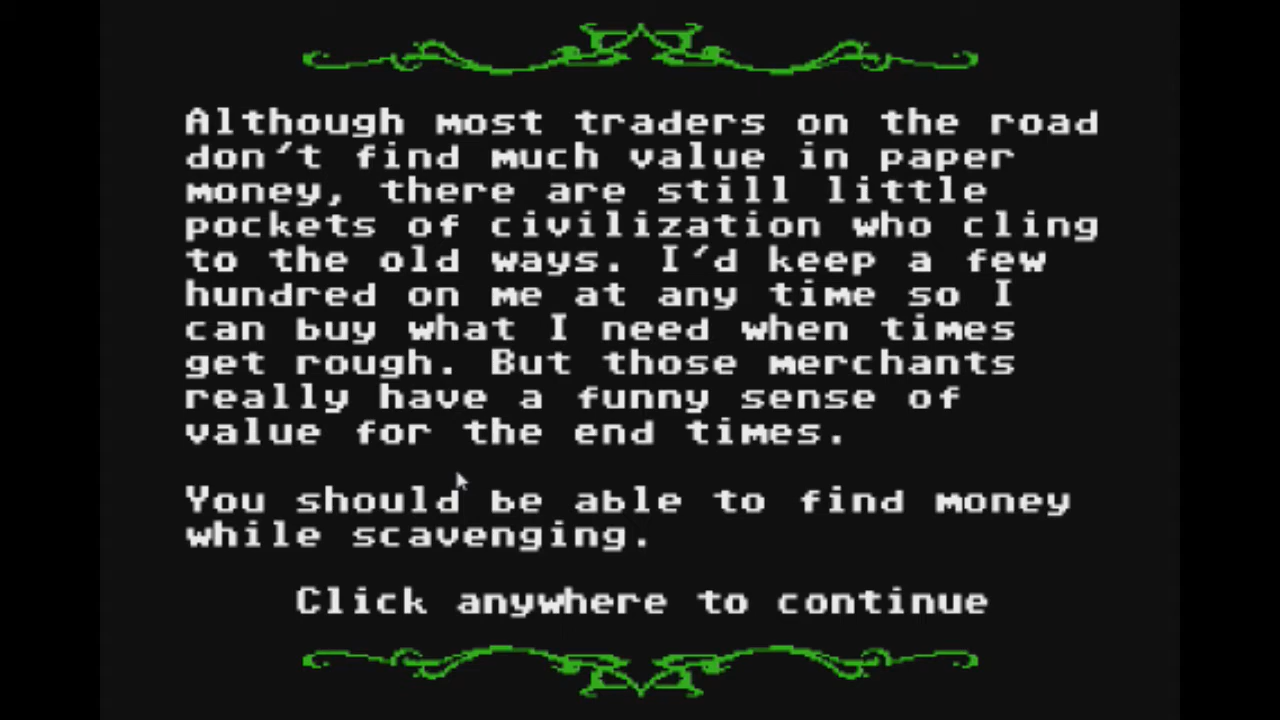 Although most traders on the road
don't find much value in paper
money, there are still little
pockets of civilization who cling
to the old ways. I'd keep a few
hundred on me at any time so I
can buy what I need when times
get rough. But those merchants
really have a funny sense of
value for the end times.
You should be able to find money
while scavenging.
Click anywhere to continue